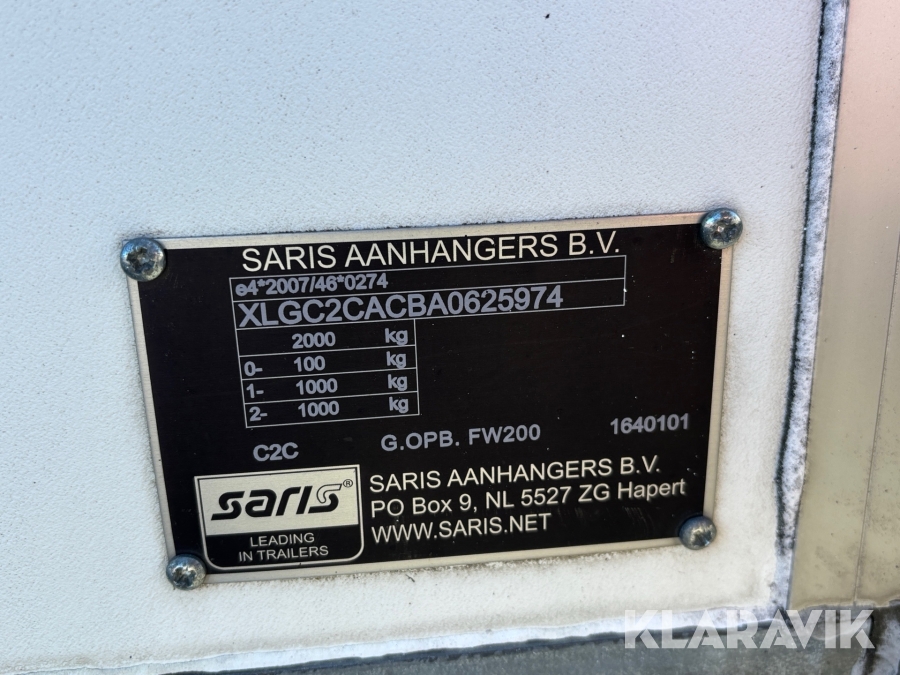 SARIS AANHANGERS B.V.
e4*2007/46*0274
XLGC2CACBA0625974
2000 kg
0- 100 kg
1- 1000 kg
2- 1000 kg
C2C G.OPB. FW200 1640101
saris®
LEADING
IN TRAILERS
SARIS AANHANGERS B.V.
PO Box 9, NL 5527 ZG Hapert
WWW.SARIS.NET
KLARAVIK
KLARAVIK